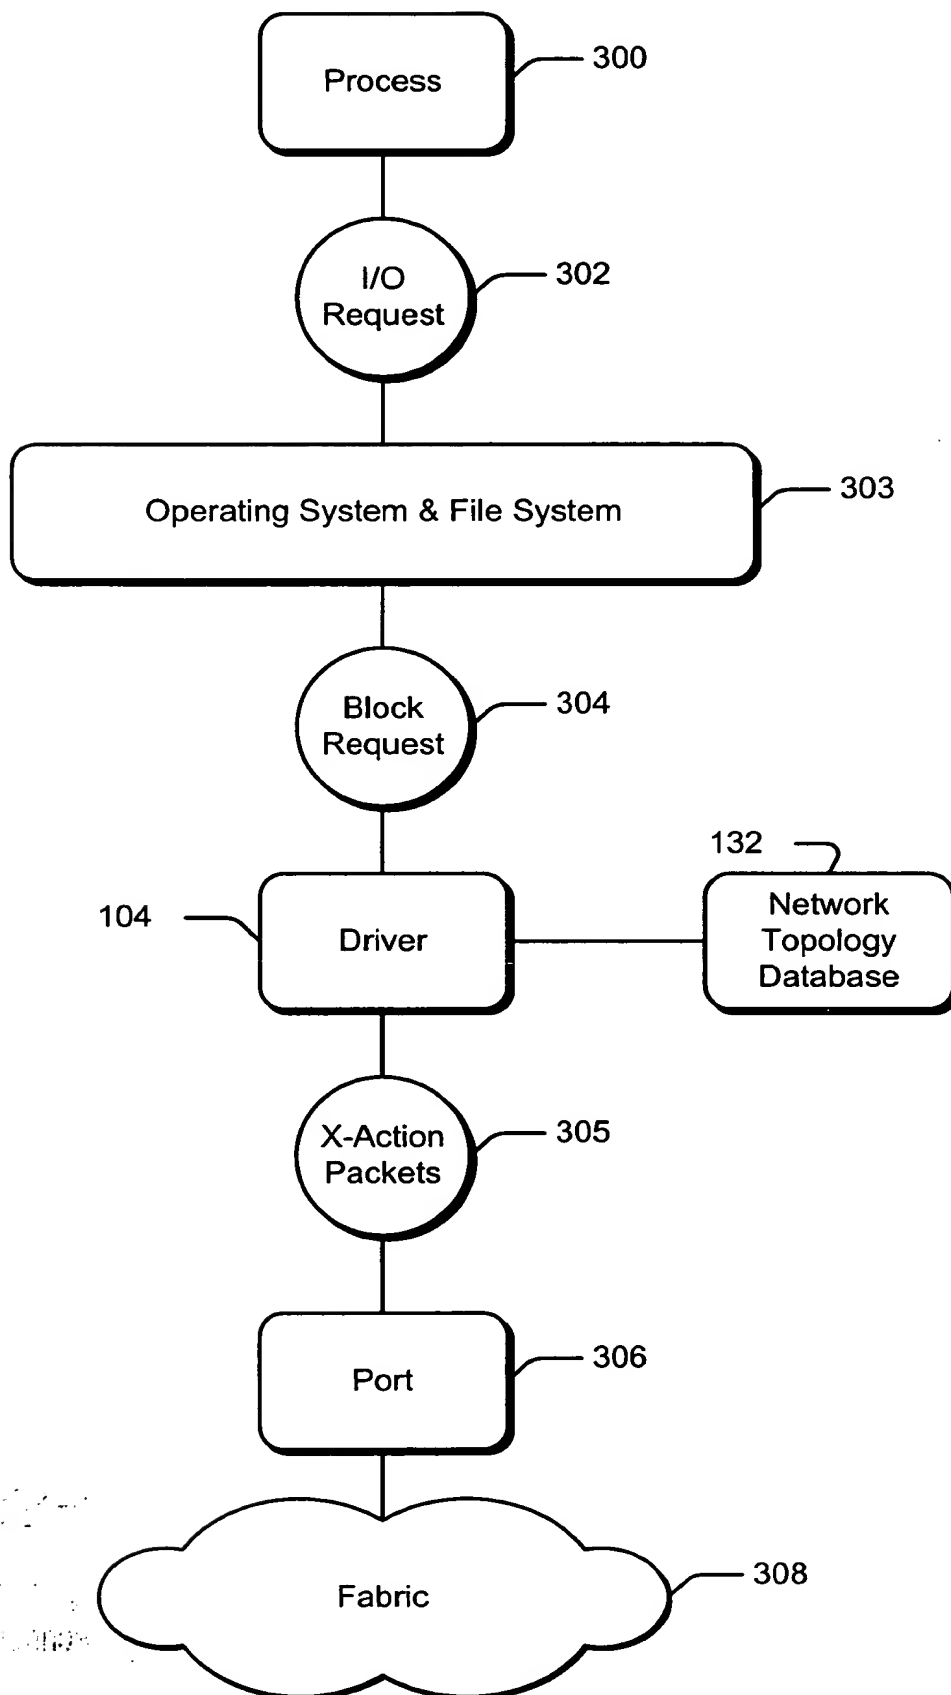 Process
300
I/O
Request
302
Operating System & File System
303
Block
Request
304
132
104
Driver
Network
Topology
Database
X-Action
Packets
305
Port
306
Fabric
308